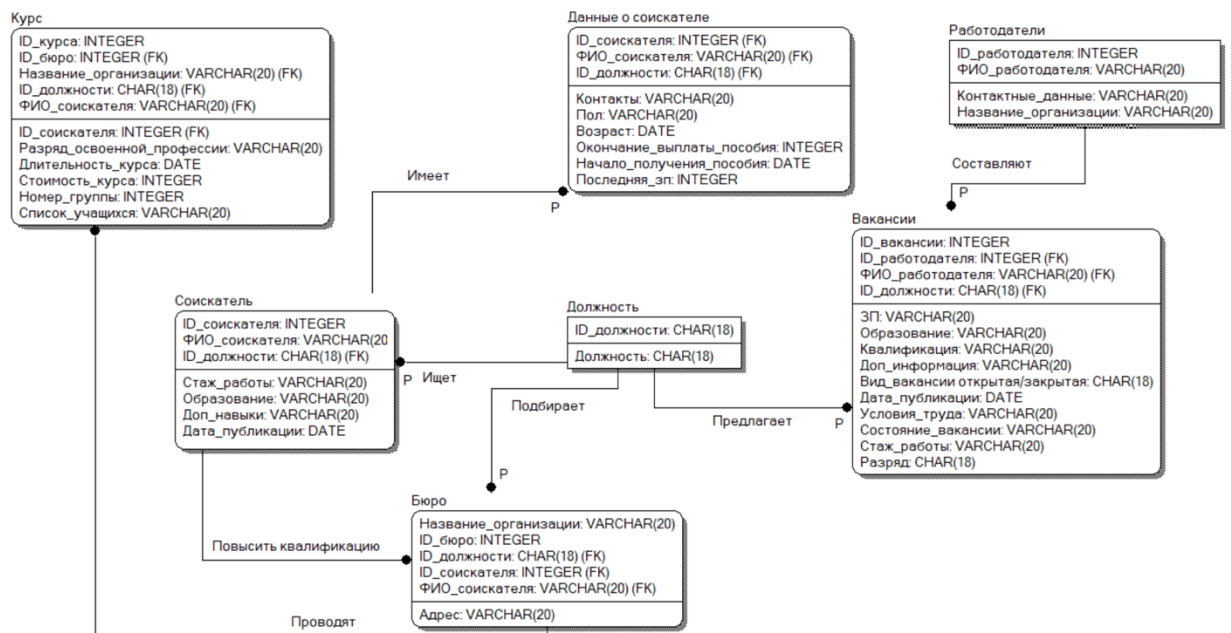 Курс
ID_курса: INTEGER
ID_бюро: INTEGER (FK)
Название_организации: VARCHAR(20) (FK)
ID_должности: CHAR(18) (FK)
ФИО_соискателя: VARCHAR(20) (FK)
ID_соискателя: INTEGER (FK)
Разряд_освоенной_профессии: VARCHAR(20)
Длительность_курса: DATE
Стоимость_курса: INTEGER
Номер_группы: INTEGER
Список_учащихся: VARCHAR(20)
Данные о соискателе
ID_соискателя: INTEGER (FK)
ФИО_соискателя: VARCHAR(20) (FK)
ID_должности: CHAR(18) (FK)
Контакты: VARCHAR(20)
Пол: VARCHAR(20)
Возраст: DATE
Окончание_выплаты_пособия: INTEGER
Начало_получения_пособия: DATE
Последняя_зп: INTEGER
Работодатели
ID_работодателя: INTEGER
ФИО_работодателя: VARCHAR(20)
Контактные_данные: VARCHAR(20)
Название_организации: VARCHAR(20)
Имеет
P
Составляют
P
Вакансии
ID_вакансии: INTEGER
ID_работодателя: INTEGER (FK)
ФИО_работодателя: VARCHAR(20) (FK)
ID_должности: CHAR(18) (FK)
ЗП: VARCHAR(20)
Образование: VARCHAR(20)
Квалификация: VARCHAR(20)
Доп_информация: VARCHAR(20)
Вид_вакансии открытая/закрытая: CHAR(18)
Дата_публикации: DATE
Условия_труда: VARCHAR(20)
Состояние_вакансии: VARCHAR(20)
Стаж_работы: VARCHAR(20)
Разряд: CHAR(18)
Соискатель
ID_соискателя: INTEGER
ФИО_соискателя: VARCHAR(20
ID_должности: CHAR(18) (FK)
Стаж_работы: VARCHAR(20)
Образование: VARCHAR(20)
Доп_навыки: VARCHAR(20)
Дата_публикации: DATE
Должность
ID_должности: CHAR(18)
Должность: CHAR(18)
P Ищет
Подбирает
P
Предлагает
P
Бюро
Название_организации: VARCHAR(20)
ID_бюро: INTEGER
ID_должности: CHAR(18) (FK)
ID_соискателя: INTEGER (FK)
ФИО_соискателя: VARCHAR(20) (FK)
Адрес: VARCHAR(20)
Повысить квалификацию
Проводят